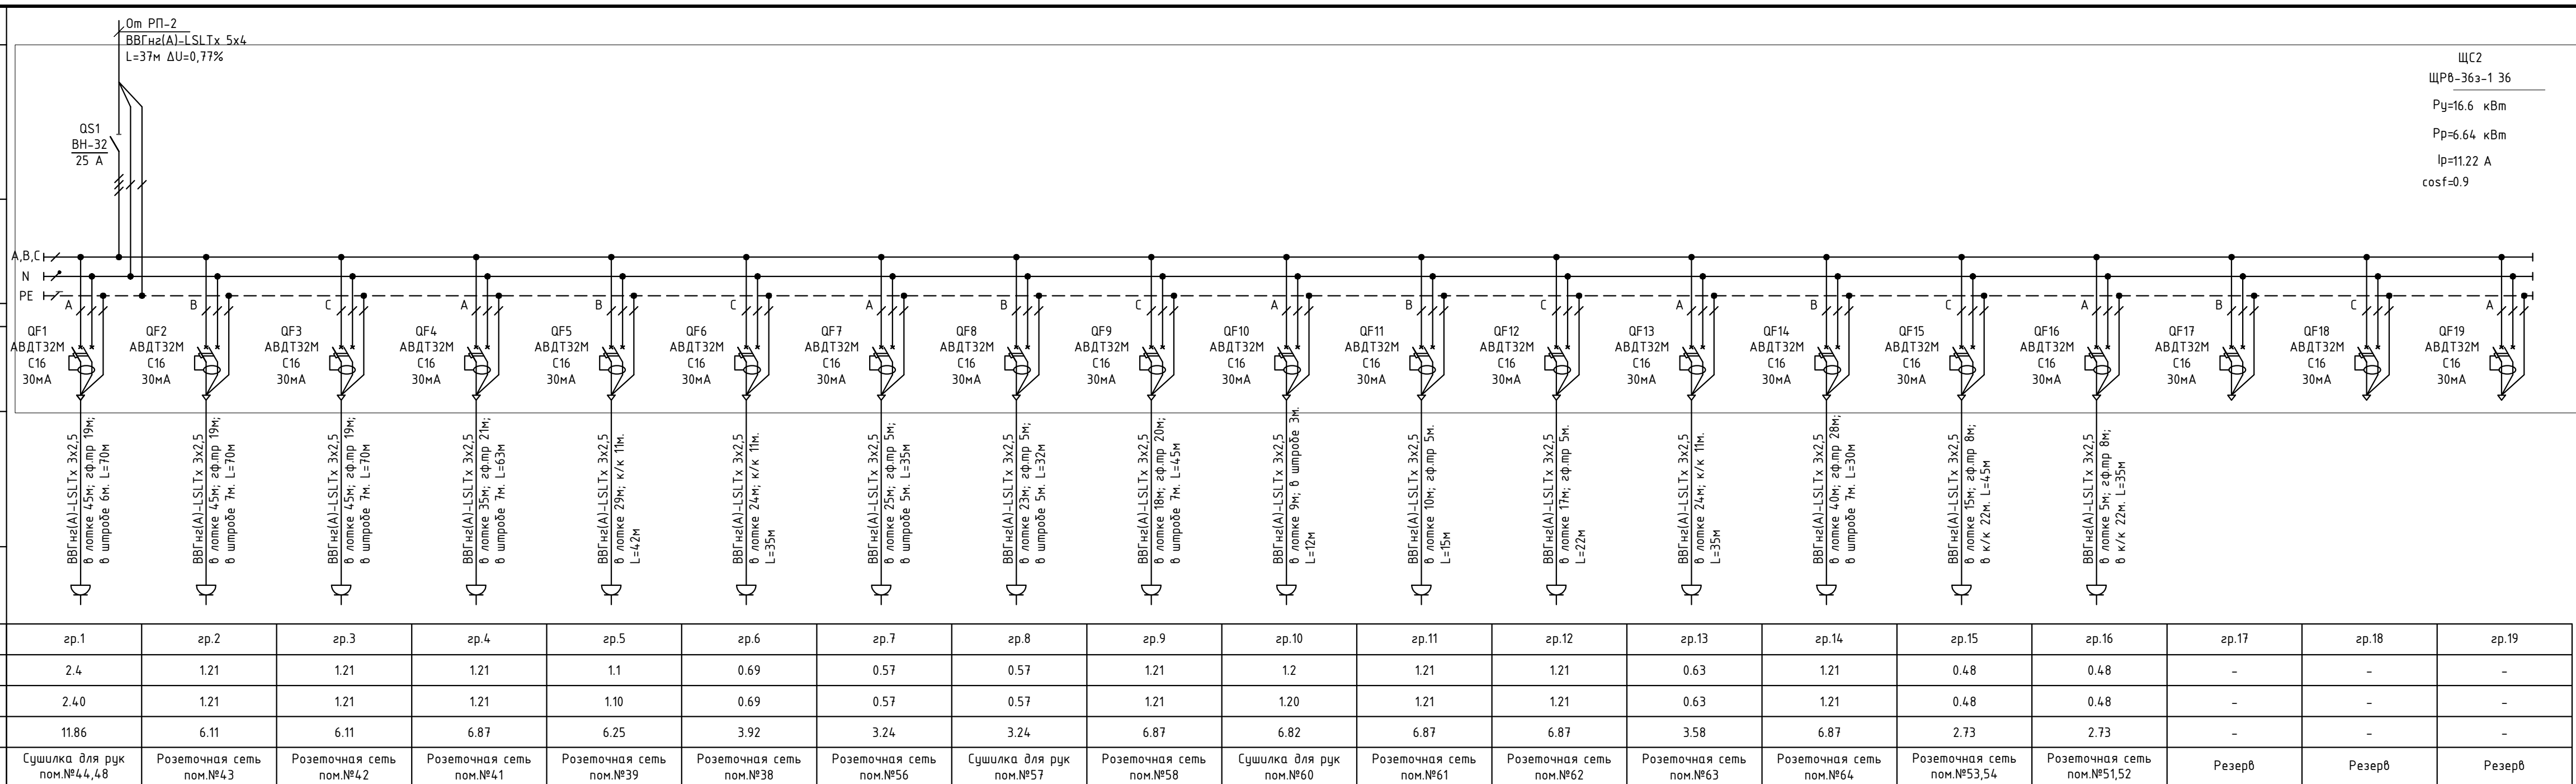 От РП-2
ВВГнг(А)-LSLTx 5х4
L=37м ΔU=0,77%
QS1
ВН-32
25 А
ЩС2
ЩРв-36з-1 36
Ру=16.6 кВт
Рр=6.64 кВт
Iр=11.22 А
cosf=0.9
А,В,С
N
PE
A B C A B C A B C A B C A B C A B C A
QF1 QF2 QF3 QF4 QF5 QF6 QF7 QF8 QF9 QF10 QF11 QF12 QF13 QF14 QF15 QF16 QF17 QF18 QF19
АВДТ32М АВДТ32М АВДТ32М АВДТ32М АВДТ32М АВДТ32М АВДТ32М АВДТ32М АВДТ32М АВДТ32М АВДТ32М АВДТ32М АВДТ32М АВДТ32М АВДТ32М АВДТ32М АВДТ32М АВДТ32М АВДТ32М
С16 С16 С16 С16 С16 С16 С16 С16 С16 С16 С16 С16 С16 С16 С16 С16 С16 С16 С16
30мА 30мА 30мА 30мА 30мА 30мА 30мА 30мА 30мА 30мА 30мА 30мА 30мА 30мА 30мА 30мА 30мА 30мА 30мА
ВВГнг(А)-LSLTx 3х2,5
в лотке 45м; гф.тр 19м;
в штробе 6м. L=70м
ВВГнг(А)-LSLTx 3х2,5
в лотке 45м; гф.тр 19м;
в штробе 7м. L=70м
ВВГнг(А)-LSLTx 3х2,5
в лотке 45м; гф.тр 19м;
в штробе 7м. L=70м
ВВГнг(А)-LSLTx 3х2,5
в лотке 35м; гф.тр 21м;
в штробе 7м. L=63м
ВВГнг(А)-LSLTx 3х2,5
в лотке 29м; к/к 11м.
L=42м
ВВГнг(А)-LSLTx 3х2,5
в лотке 24м; к/к 11м.
L=35м
ВВГнг(А)-LSLTx 3х2,5
в лотке 25м; гф.тр 5м;
в штробе 5м. L=35м
ВВГнг(А)-LSLTx 3х2,5
в лотке 23м; гф.тр 5м;
в штробе 5м. L=32м
ВВГнг(А)-LSLTx 3х2,5
в лотке 18м; гф.тр 20м;
в штробе 7м. L=45м
ВВГнг(А)-LSLTx 3х2,5
в лотке 9м; в штробе 3м.
L=12м
ВВГнг(А)-LSLTx 3х2,5
в лотке 10м; гф.тр 5м.
L=15м
ВВГнг(А)-LSLTx 3х2,5
в лотке 17м; гф.тр 5м.
L=22м
ВВГнг(А)-LSLTx 3х2,5
в лотке 24м; к/к 11м.
L=35м
ВВГнг(А)-LSLTx 3х2,5
в лотке 40м; гф.тр 28м;
в штробе 7м. L=30м
ВВГнг(А)-LSLTx 3х2,5
в лотке 15м; гф.тр 8м;
в к/к 22м. L=45м
ВВГнг(А)-LSLTx 3х2,5
в лотке 5м; гф.тр 8м;
в к/к 22м. L=35м
гр.1 гр.2 гр.3 гр.4 гр.5 гр.6 гр.7 гр.8 гр.9 гр.10 гр.11 гр.12 гр.13 гр.14 гр.15 гр.16 гр.17 гр.18 гр.19
2.4 1.21 1.21 1.21 1.1 0.69 0.57 0.57 1.21 1.2 1.21 1.21 0.63 1.21 0.48 0.48 - - -
2.40 1.21 1.21 1.21 1.10 0.69 0.57 0.57 1.21 1.20 1.21 1.21 0.63 1.21 0.48 0.48 - - -
11.86 6.11 6.11 6.87 6.25 3.92 3.24 3.24 6.87 6.82 6.87 6.87 3.58 6.87 2.73 2.73 - - -
Сушилка для рук
пом.№44,48
Розеточная сеть
пом.№43
Розеточная сеть
пом.№42
Розеточная сеть
пом.№41
Розеточная сеть
пом.№39
Розеточная сеть
пом.№38
Розеточная сеть
пом.№56
Сушилка для рук
пом.№57
Розеточная сеть
пом.№58
Сушилка для рук
пом.№60
Розеточная сеть
пом.№61
Розеточная сеть
пом.№62
Розеточная сеть
пом.№63
Розеточная сеть
пом.№64
Розеточная сеть
пом.№53,54
Розеточная сеть
пом.№51,52
Резерв
Резерв
Резерв